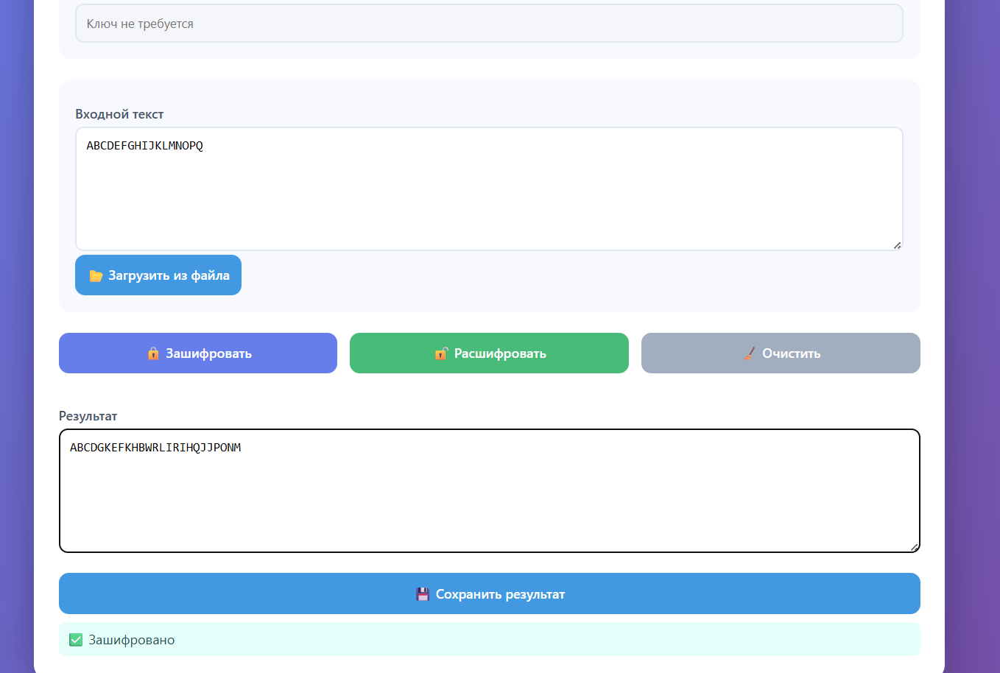 Ключ не требуется
Входной текст
ABCDEFGHIJKLMNOPQ
📂 Загрузить из файла
🔒 Зашифровать
🔓 Расшифровать
🧹 Очистить
Результат
ABCDGKEFKHBWRLIRIHQJJPONM
💾 Сохранить результат
✅ Зашифровано